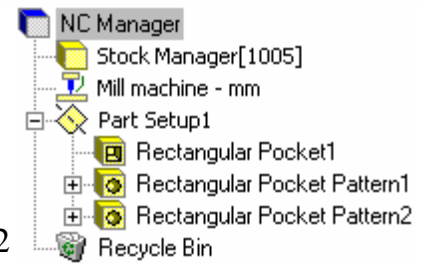 NC Manager
Stock Manager[1005]
Mill machine - mm
Part Setup1
Rectangular Pocket1
Rectangular Pocket Pattern1
Rectangular Pocket Pattern2
2
Recycle Bin